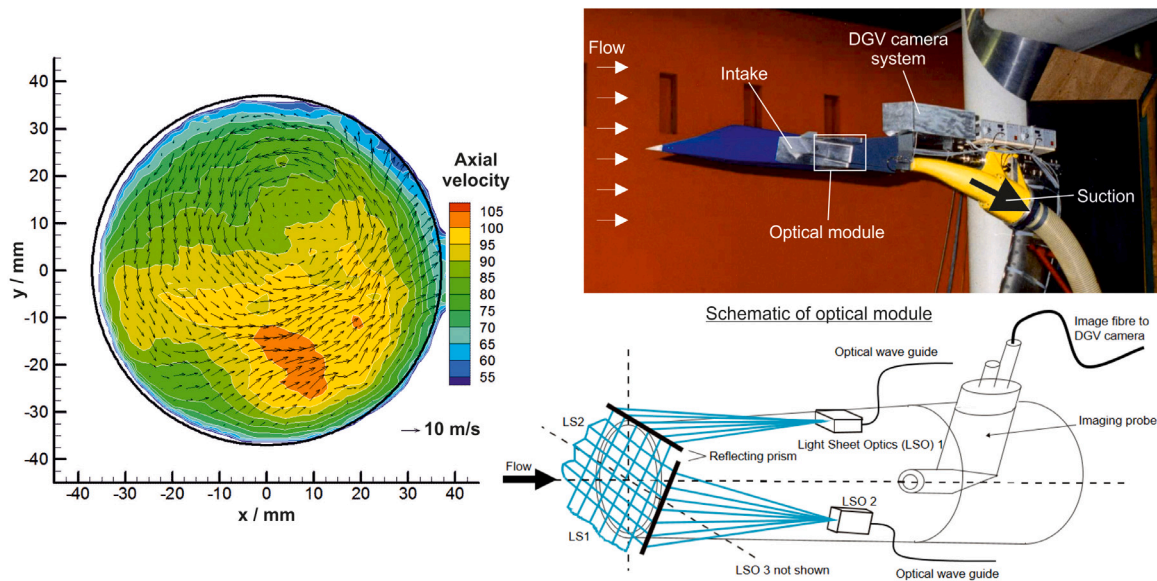 y / mm
40
30
20
10
0
-10
-20
-30
-40
-40
-30
-20
-10
0
10
20
30
40
x / mm
Axial
velocity
105
100
95
90
85
80
75
70
65
60
55
10 m/s
Flow
Intake
DGV camera
system
Optical module
Suction
Schematic of optical module
Image fibre to
DGV camera
Optical wave guide
Imaging probe
LS2
Light Sheet Optics (LSO) 1
Reflecting prism
Flow
LSO 2
LS1
LSO 3 not shown
Optical wave guide